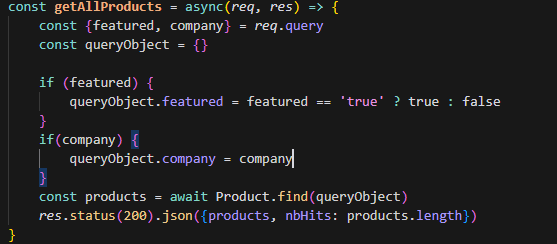 const getAllProducts = async(req, res) => {
    const {featured, company} = req.query
    const queryObject = {}

    if (featured) {
        queryObject.featured = featured == 'true' ? true : false
    }
    if(company) {
        queryObject.company = company
    }
    const products = await Product.find(queryObject)
    res.status(200).json({products, nbHits: products.length})
}